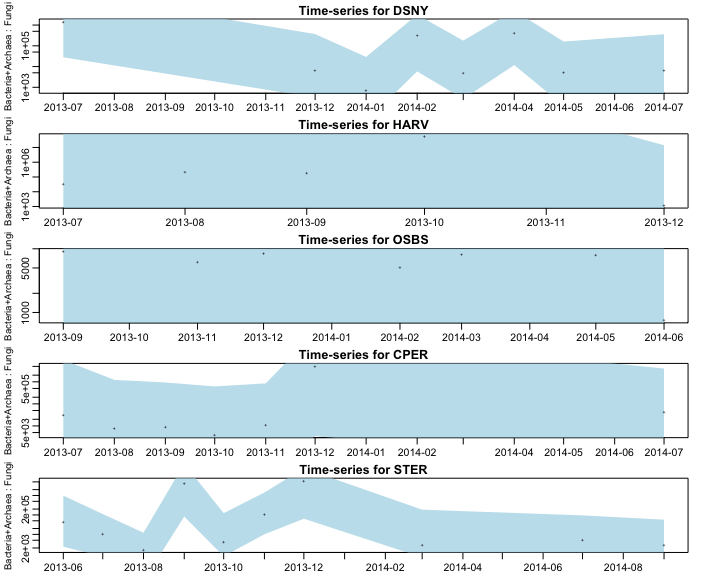 Time-series for DSNY
Bacteria+Archaea : Fungi
1e+05
1e+03
2013-07 2013-08 2013-09 2013-10 2013-11 2013-12 2014-01 2014-02 2014-04 2014-05 2014-06 2014-07
Time-series for HARV
Bacteria+Archaea : Fungi
1e+06
1e+03
2013-07 2013-08 2013-09 2013-10 2013-11 2013-12
Time-series for OSBS
Bacteria+Archaea : Fungi
5000
1000
2013-09 2013-10 2013-11 2013-12 2014-01 2014-02 2014-03 2014-04 2014-05 2014-06
Time-series for CPER
Bacteria+Archaea : Fungi
5e+05
5e+03
2013-07 2013-08 2013-09 2013-10 2013-11 2013-12 2014-01 2014-02 2014-04 2014-05 2014-06 2014-07
Time-series for STER
Bacteria+Archaea : Fungi
2e+05
2e+03
2013-06 2013-08 2013-10 2013-12 2014-02 2014-04 2014-06 2014-08